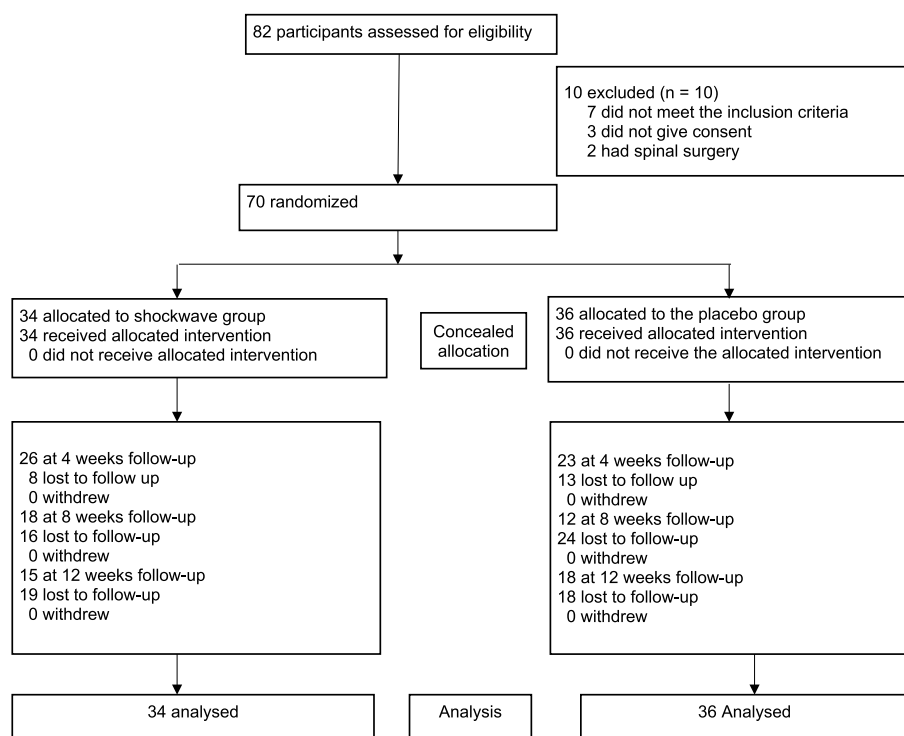 82 participants assessed for eligibility
10 excluded (n = 10)
7 did not meet the inclusion criteria
3 did not give consent
2 had spinal surgery
70 randomized
34 allocated to shockwave group
34 received allocated intervention
0 did not receive allocated intervention
Concealed
allocation
36 allocated to the placebo group
36 received allocated intervention
0 did not receive the allocated intervention
26 at 4 weeks follow-up
8 lost to follow up
0 withdrew
18 at 8 weeks follow-up
16 lost to follow-up
0 withdrew
15 at 12 weeks follow-up
19 lost to follow-up
0 withdrew
23 at 4 weeks follow-up
13 lost to follow up
0 withdrew
12 at 8 weeks follow-up
24 lost to follow-up
0 withdrew
18 at 12 weeks follow-up
18 lost to follow-up
0 withdrew
34 analysed
Analysis
36 Analysed